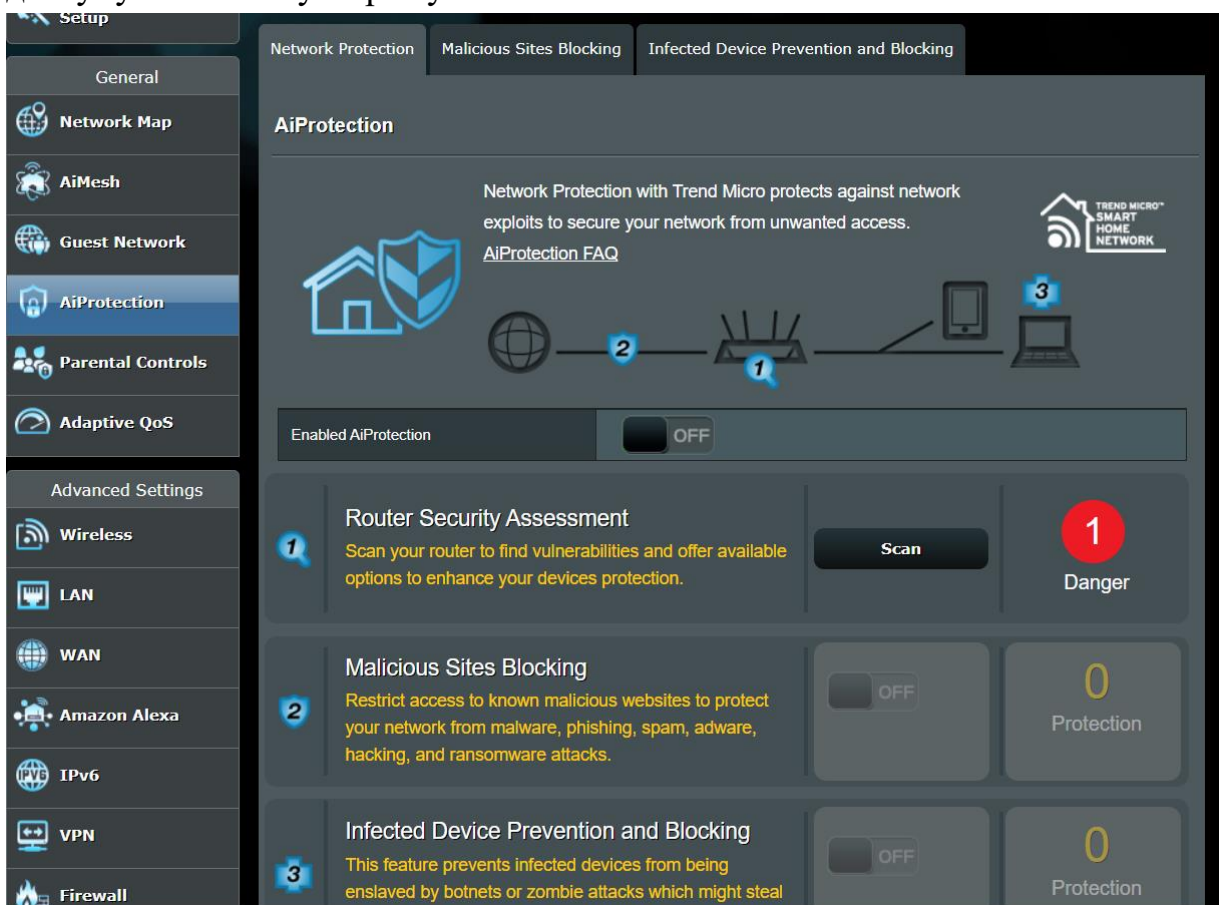 Setup
General
Network Map
AiMesh
Guest Network
AiProtection
Parental Controls
Adaptive QoS
Advanced Settings
Wireless
LAN
WAN
Amazon Alexa
IPv6
IPv6
VPN
Firewall
Network Protection
Malicious Sites Blocking
Infected Device Prevention and Blocking
AiProtection
Network Protection with Trend Micro protects against network
exploits to secure your network from unwanted access.
AiProtection FAQ
TREND MICRO™
SMART
HOME
NETWORK
2
1
3
Enabled AiProtection
OFF
1
Router Security Assessment
Scan your router to find vulnerabilities and offer available
options to enhance your devices protection.
Scan
1
Danger
2
Malicious Sites Blocking
Restrict access to known malicious websites to protect
your network from malware, phishing, spam, adware,
hacking, and ransomware attacks.
OFF
0
Protection
3
Infected Device Prevention and Blocking
This feature prevents infected devices from being
enslaved by botnets or zombie attacks which might steal
OFF
0
Protection